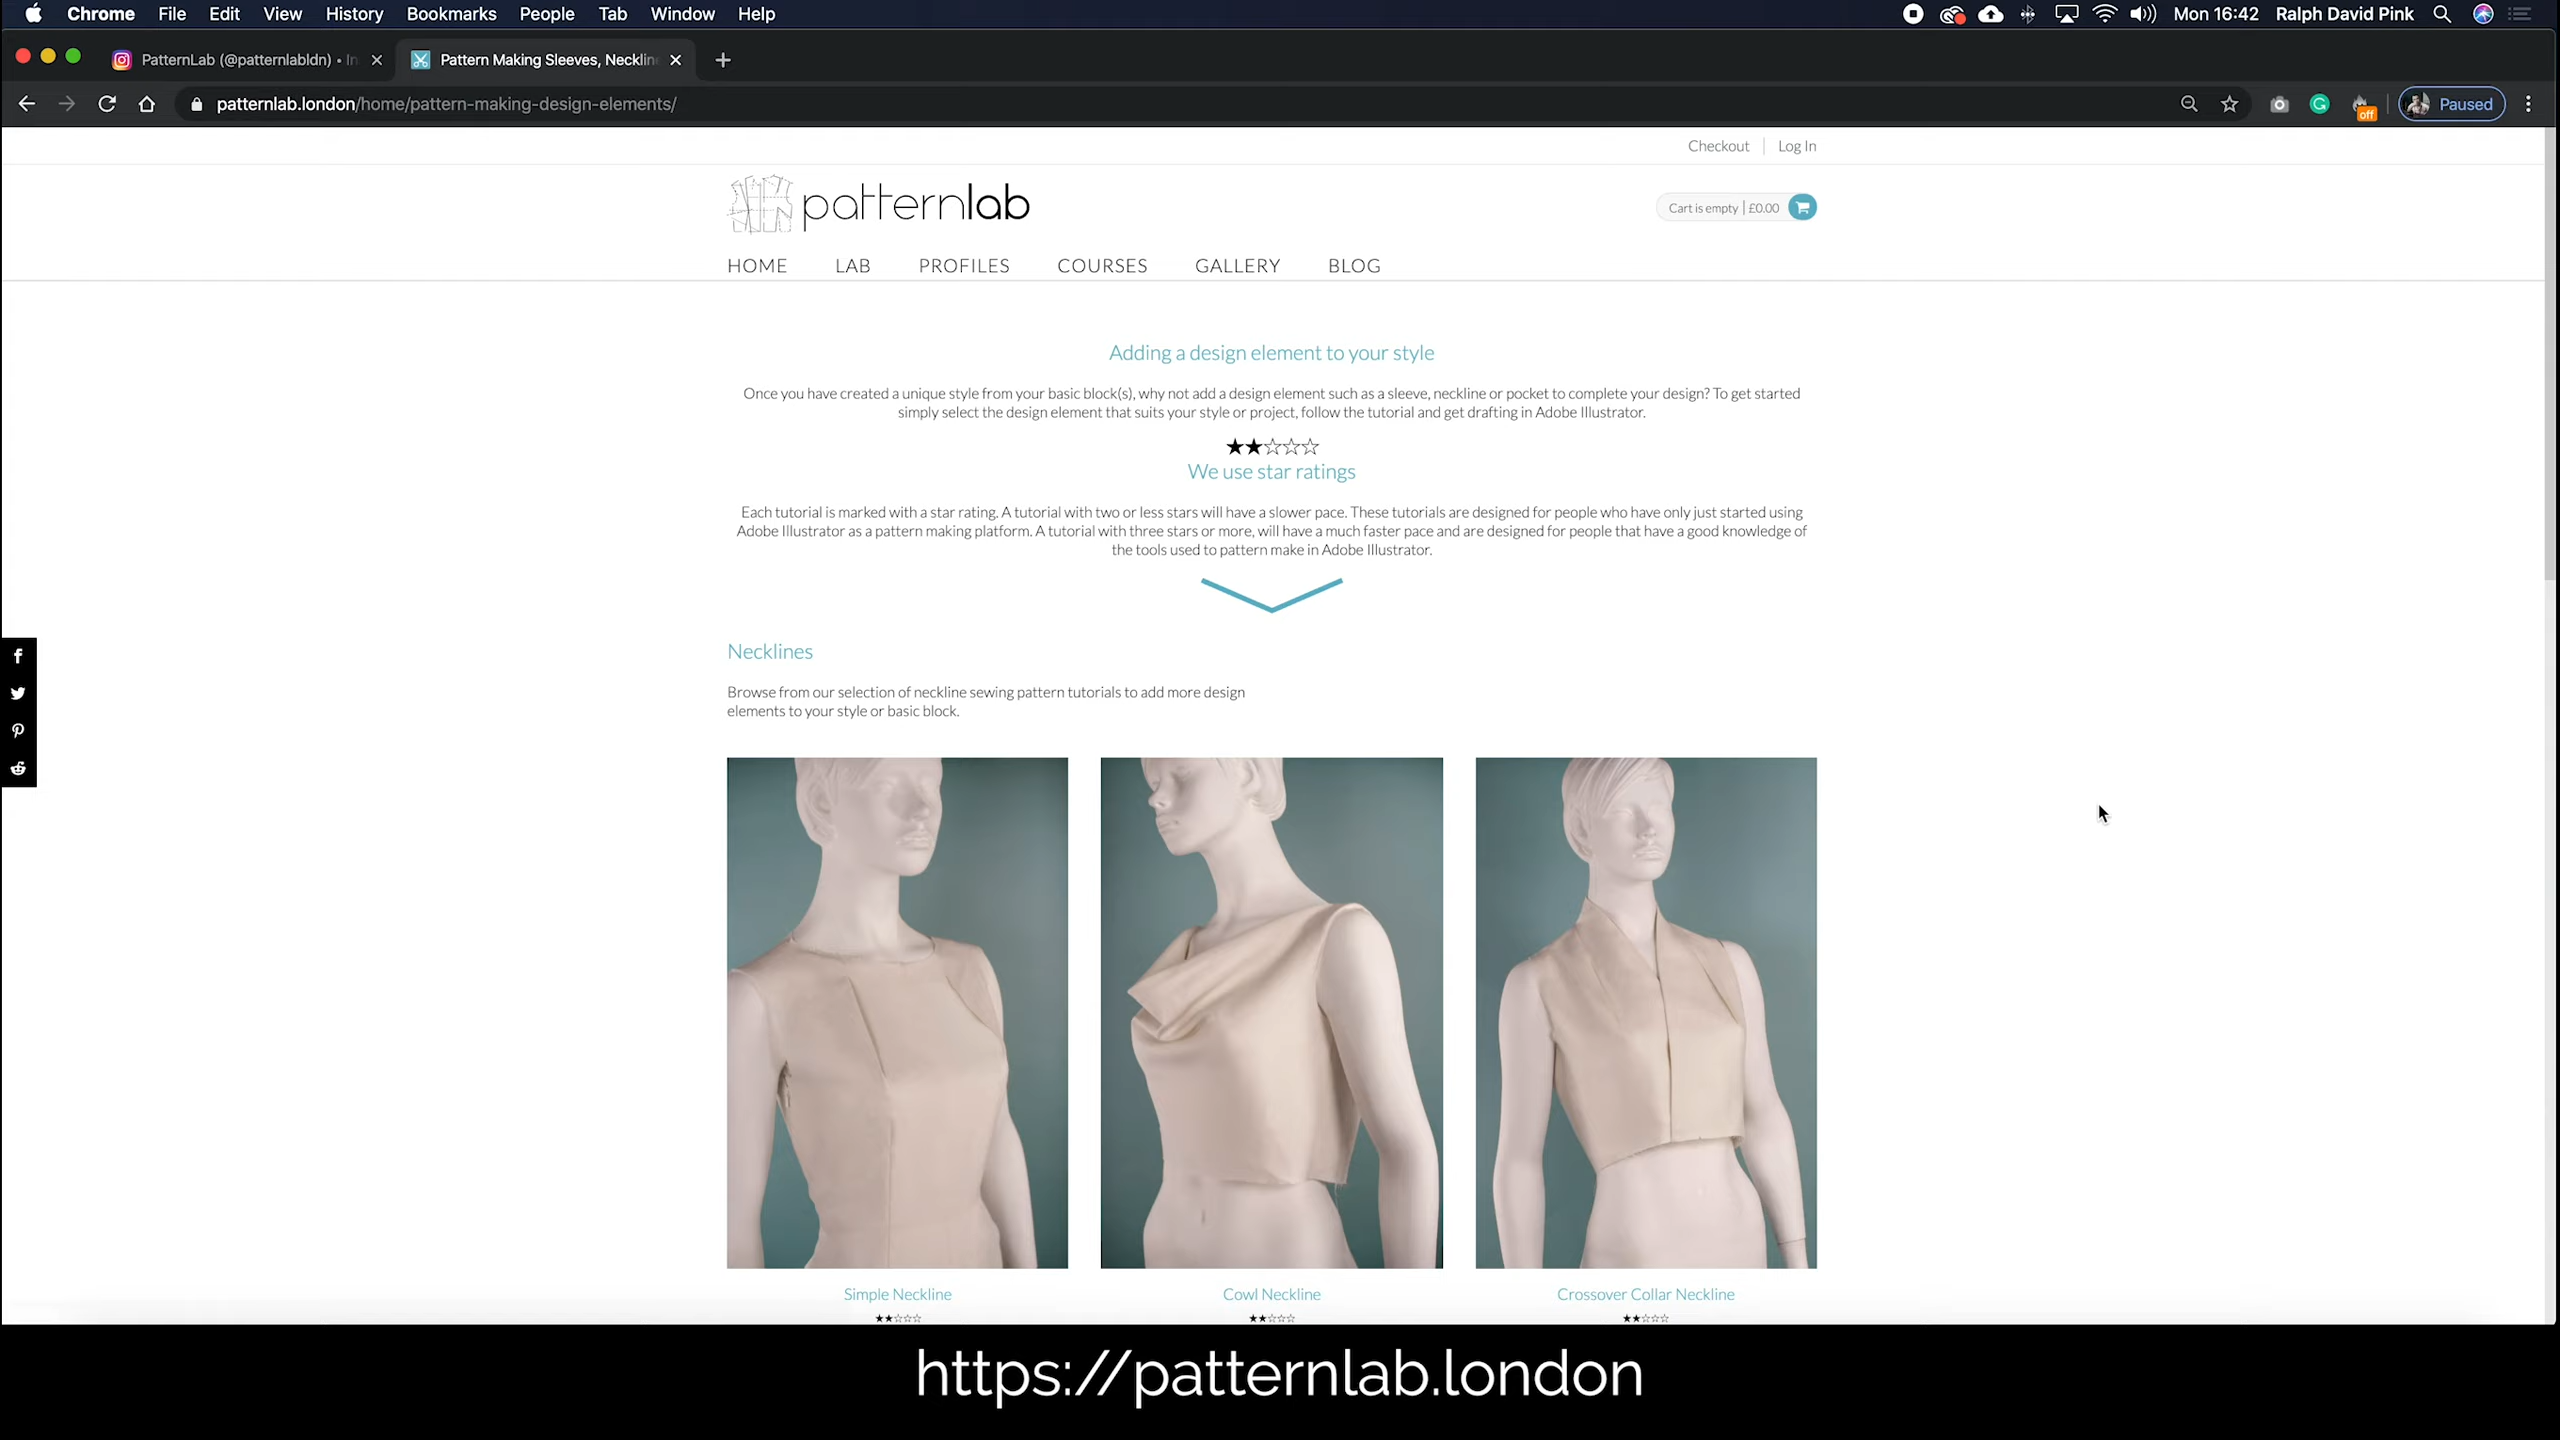 Chrome File Edit View History Bookmarks People Tab Window Help Mon 16:42 Ralph David Pink
PatternLab (@patternlabldn) • In Pattern Making Sleeves, Necklin
patternlab.london/home/pattern-making-design-elements/ off Paused
Checkout Log In
patternlab
Cart is empty | £0.00
HOME LAB PROFILES COURSES GALLERY BLOG
Adding a design element to your style
Once you have created a unique style from your basic block(s), why not add a design element such as a sleeve, neckline or pocket to complete your design? To get started
simply select the design element that suits your style or project, follow the tutorial and get drafting in Adobe Illustrator.
★★☆☆☆
We use star ratings
Each tutorial is marked with a star rating. A tutorial with two or less stars will have a slower pace. These tutorials are designed for people who have only just started using
Adobe Illustrator as a pattern making platform. A tutorial with three stars or more, will have a much faster pace and are designed for people that have a good knowledge of
the tools used to pattern make in Adobe Illustrator.
Necklines
Browse from our selection of neckline sewing pattern tutorials to add more design
elements to your style or basic block.
Simple Neckline Cowl Neckline Crossover Collar Neckline
★★☆☆☆ ★★☆☆☆ ★★☆☆☆
https://patternlab.london